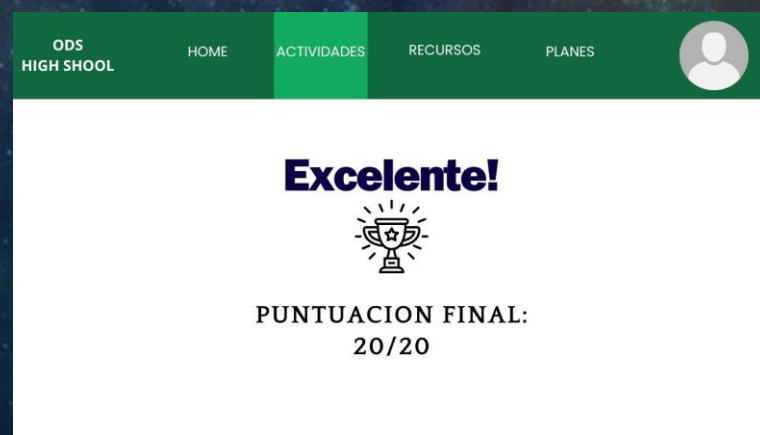 ODS
HIGH SHOOL
HOME
ACTIVIDADES
RECURSOS
PLANES
Excelente!
PUNTUACION FINAL:
20/20